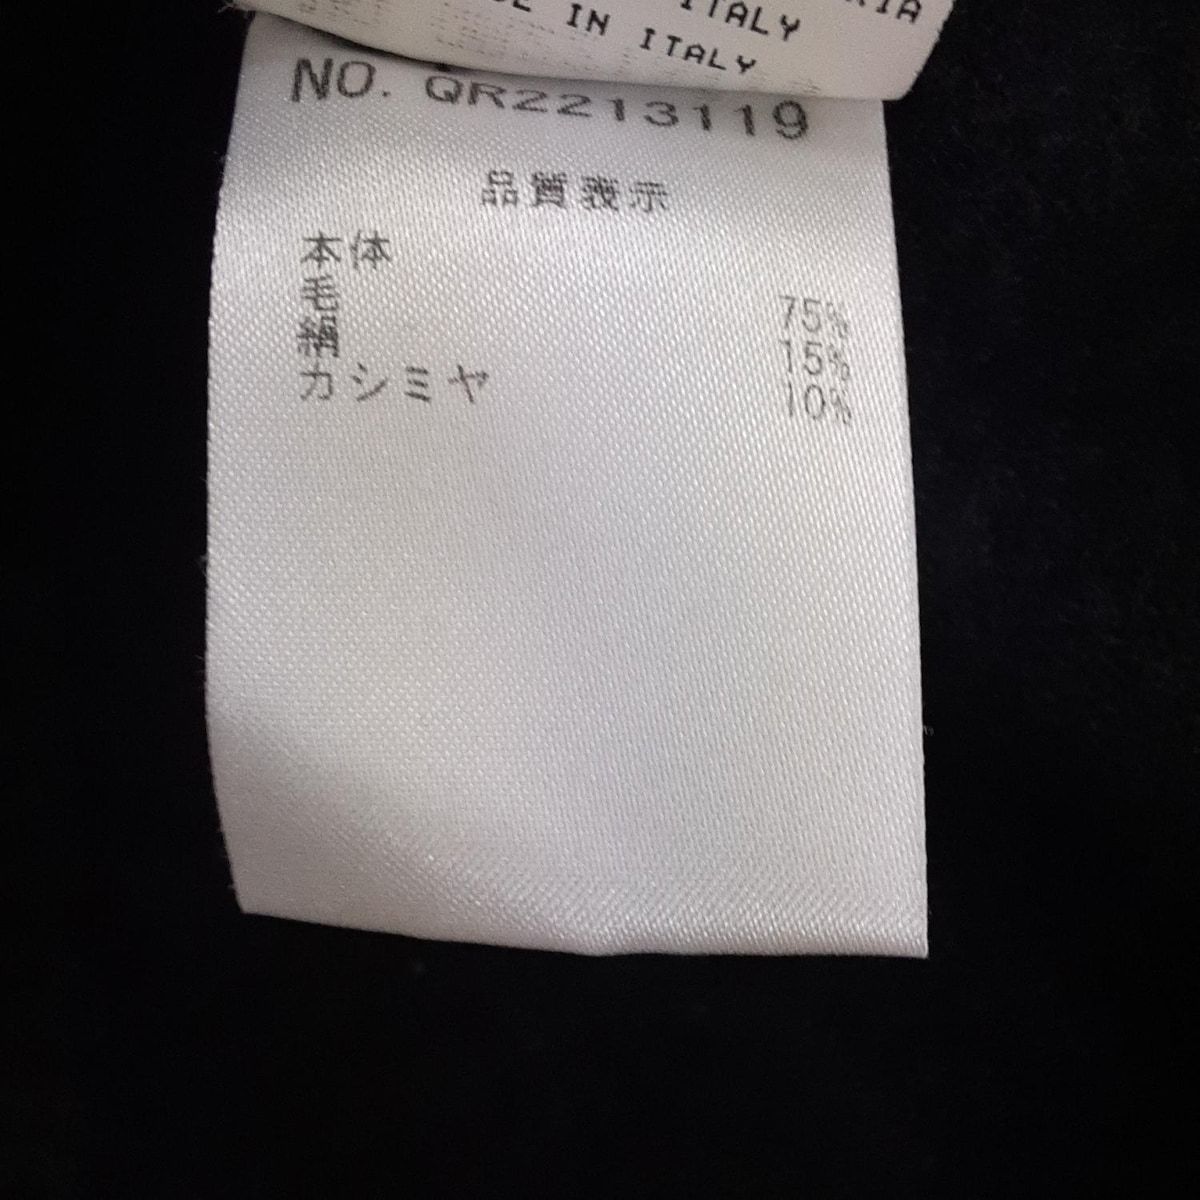 ITALY
IN ITALY
NO. QR2213119
品質表示
本体
毛 75%
絹 15%
カシミヤ 10%